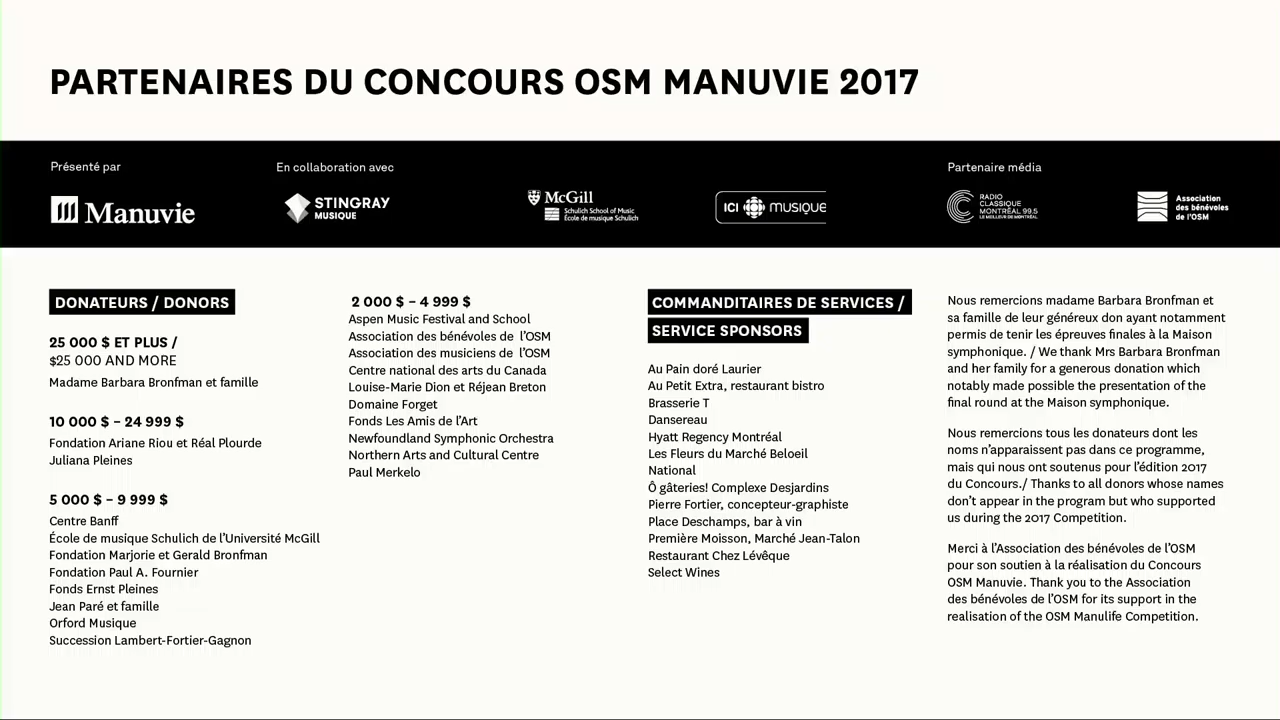 PARTENAIRES DU CONCOURS OSM MANUVIE 2017
Présenté par
Manuvie
En collaboration avec
STINGRAY
MUSIQUE
McGill
Schulich School of Music
École de musique Schulich
ICI MUSIQUE
Partenaire média
RADIO
CLASSIQUE
MONTRÉAL 99.5
LE MEILLEUR DE MONTRÉAL
Association
des bénévoles
de l'OSM
DONATEURS / DONORS
25 000 $ ET PLUS /
$25 000 AND MORE
Madame Barbara Bronfman et famille
10 000 $ – 24 999 $
Fondation Ariane Riou et Réal Plourde
Juliana Pleines
5 000 $ – 9 999 $
Centre Banff
École de musique Schulich de l'Université McGill
Fondation Marjorie et Gerald Bronfman
Fondation Paul A. Fournier
Fonds Ernst Pleines
Jean Paré et famille
Orford Musique
Succession Lambert-Fortier-Gagnon
2 000 $ – 4 999 $
Aspen Music Festival and School
Association des bénévoles de l'OSM
Association des musiciens de l'OSM
Centre national des arts du Canada
Louise-Marie Dion et Réjean Breton
Domaine Forget
Fonds Les Amis de l'Art
Newfoundland Symphonic Orchestra
Northern Arts and Cultural Centre
Paul Merkelo
COMMANDITAIRES DE SERVICES /
SERVICE SPONSORS
Au Pain doré Laurier
Au Petit Extra, restaurant bistro
Brasserie T
Dansereau
Hyatt Regency Montréal
Les Fleurs du Marché Beloeil
National
Ô gâteries! Complexe Desjardins
Pierre Fortier, concepteur-graphiste
Place Deschamps, bar à vin
Première Moisson, Marché Jean-Talon
Restaurant Chez Lévêque
Select Wines
Nous remercions madame Barbara Bronfman et
sa famille de leur généreux don ayant notamment
permis de tenir les épreuves finales à la Maison
symphonique. / We thank Mrs Barbara Bronfman
and her family for a generous donation which
notably made possible the presentation of the
final round at the Maison symphonique.
Nous remercions tous les donateurs dont les
noms n'apparaissent pas dans ce programme,
mais qui nous ont soutenus pour l'édition 2017
du Concours./ Thanks to all donors whose names
don't appear in the program but who supported
us during the 2017 Competition.
Merci à l'Association des bénévoles de l'OSM
pour son soutien à la réalisation du Concours
OSM Manuvie. Thank you to the Association
des bénévoles de l'OSM for its support in the
realisation of the OSM Manulife Competition.